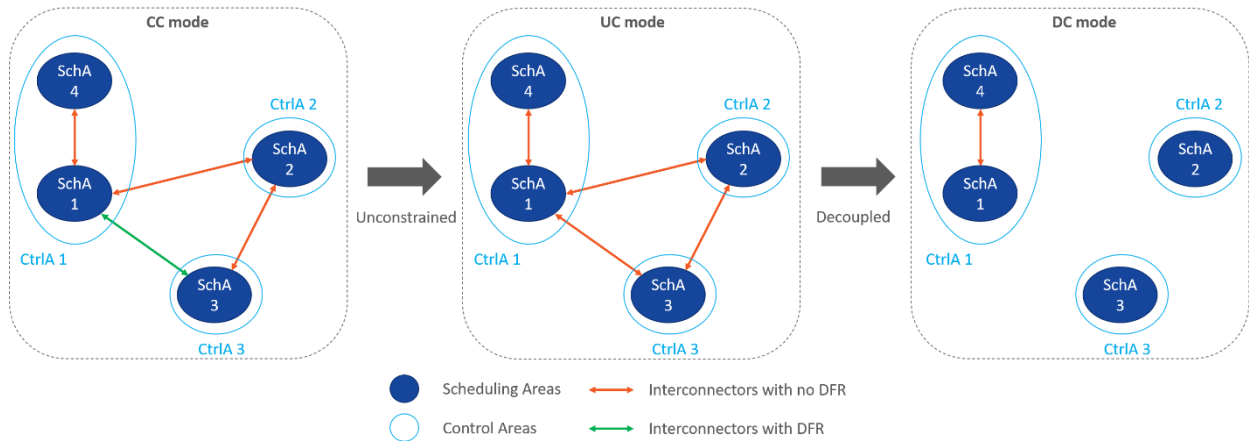 CC mode
SchA
4
CtrlA 2
SchA
2
SchA
1
CtrlA 1
SchA
3
CtrlA 3
Unconstrained
UC mode
SchA
4
CtrlA 2
SchA
2
SchA
1
CtrlA 1
SchA
3
CtrlA 3
Decoupled
DC mode
SchA
4
CtrlA 2
SchA
2
SchA
1
CtrlA 1
SchA
3
CtrlA 3
Scheduling Areas
Interconnectors with no DFR
Control Areas
Interconnectors with DFR